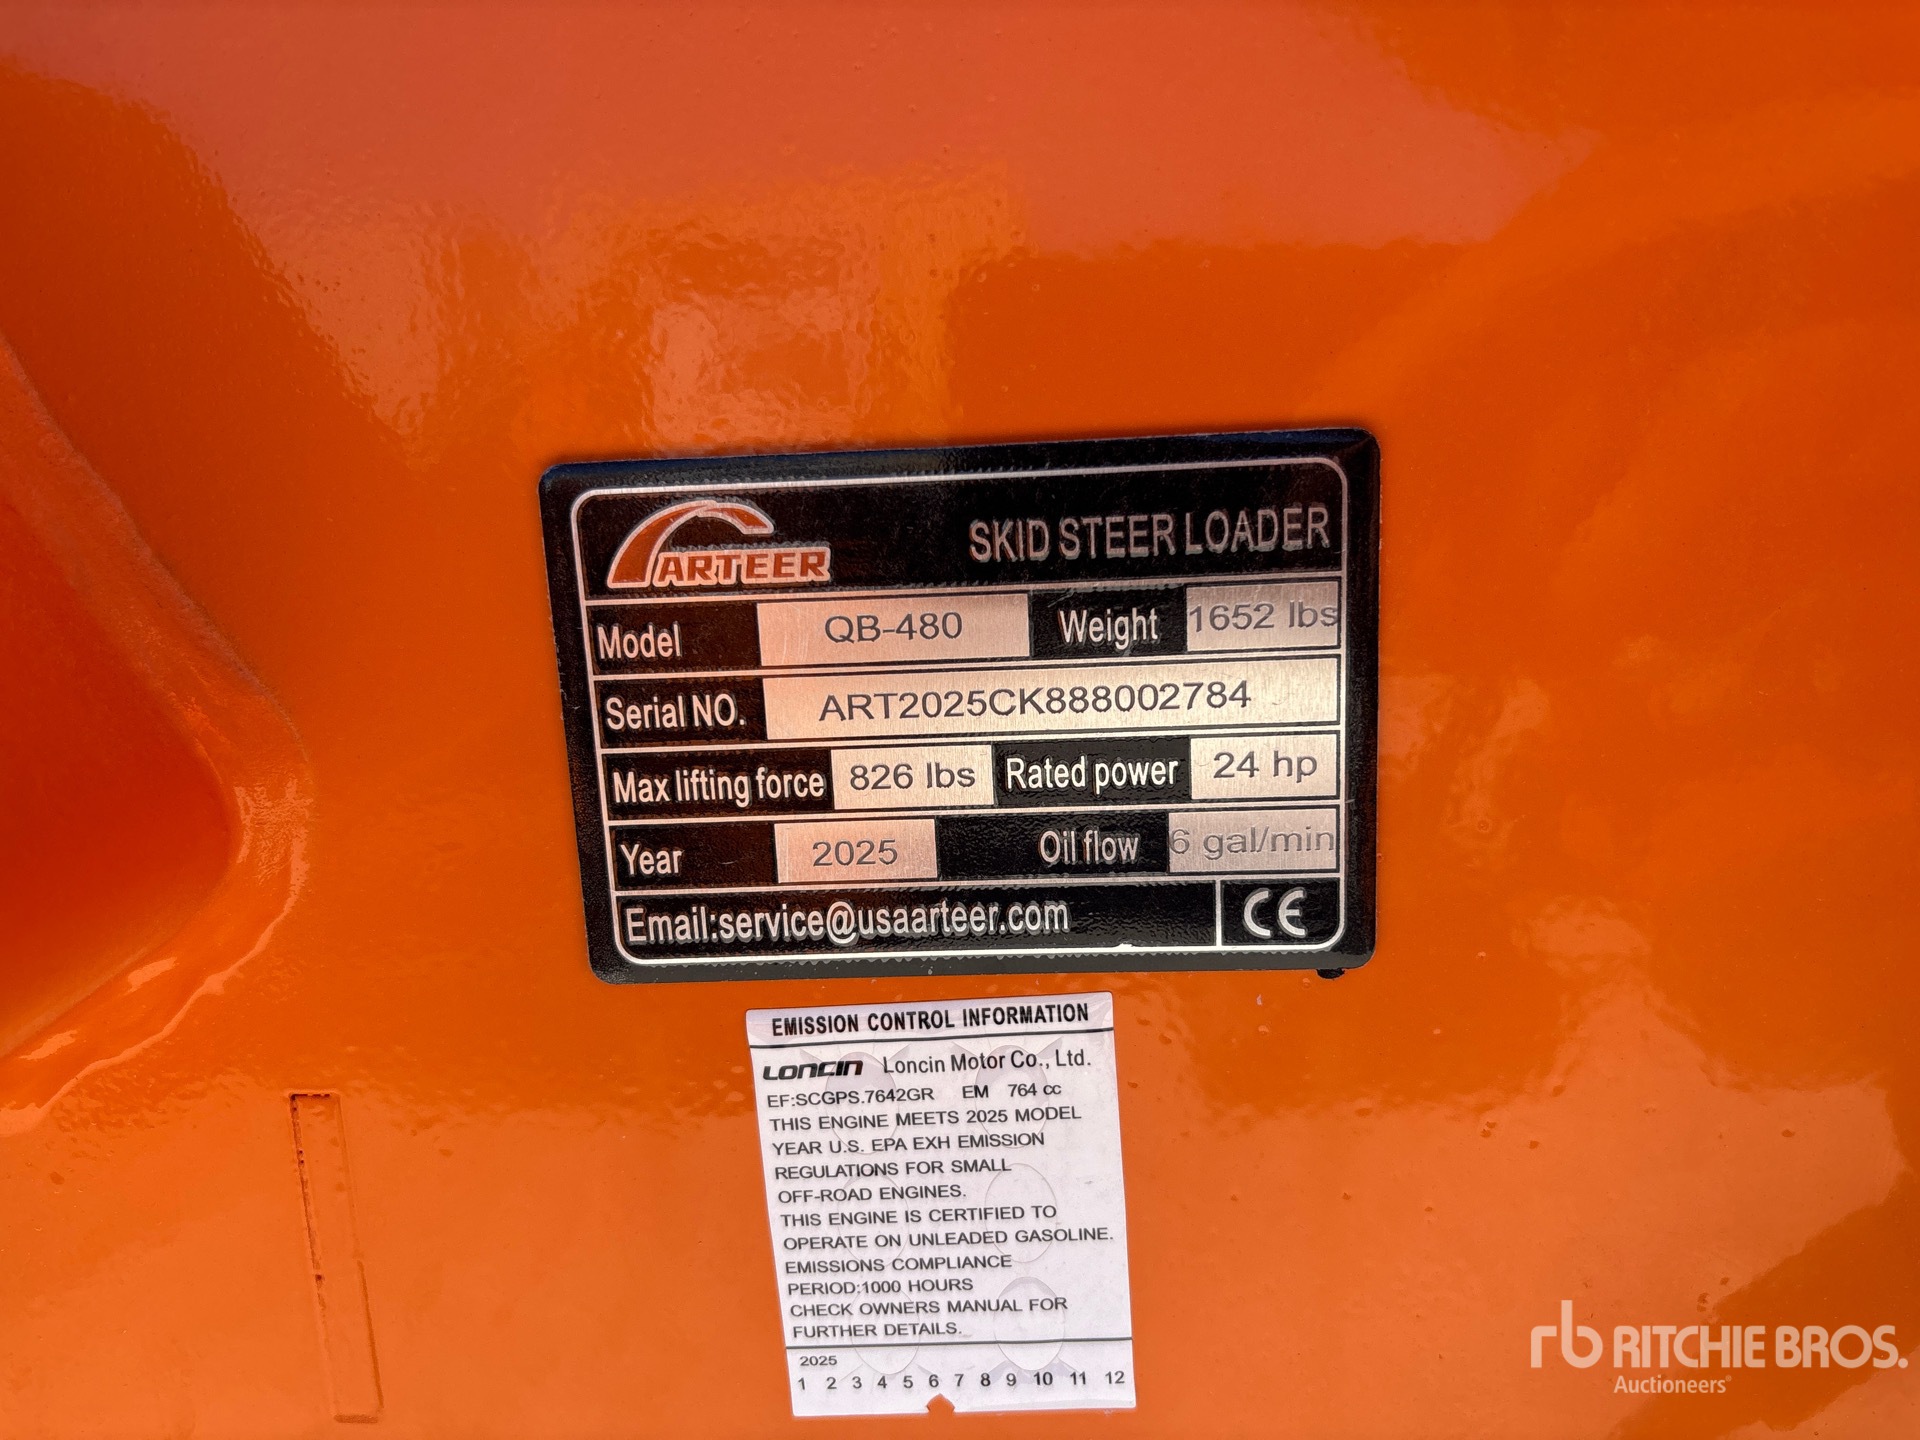 ARTEER SKID STEER LOADER
Model QB-480 Weight 1652 lbs
Serial NO. ART2025CK888002784
Max lifting force 826 lbs Rated power 24 hp
Year 2025 Oil flow 6 gal/min
Email:service@usaarteer.com CE
EMISSION CONTROL INFORMATION
LONCIN Loncin Motor Co., Ltd.
EF:SCGPS.7642GR EM 764 cc
THIS ENGINE MEETS 2025 MODEL
YEAR U.S. EPA EXH EMISSION
REGULATIONS FOR SMALL
OFF-ROAD ENGINES.
THIS ENGINE IS CERTIFIED TO
OPERATE ON UNLEADED GASOLINE.
EMISSIONS COMPLIANCE
PERIOD:1000 HOURS
CHECK OWNERS MANUAL FOR
FURTHER DETAILS.
2025
1 2 3 4 5 6 7 8 9 10 11 12
rb RITCHIE BROS.
Auctioneers